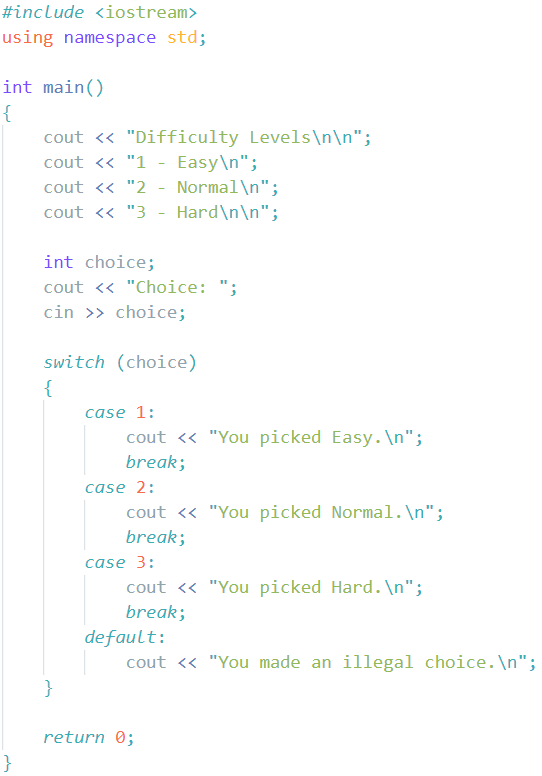 #include <iostream>
using namespace std;

int main()
{
    cout << "Difficulty Levels\n\n";
    cout << "1 - Easy\n";
    cout << "2 - Normal\n";
    cout << "3 - Hard\n\n";

    int choice;
    cout << "Choice: ";
    cin >> choice;

    switch (choice)
    {
        case 1:
            cout << "You picked Easy.\n";
            break;
        case 2:
            cout << "You picked Normal.\n";
            break;
        case 3:
            cout << "You picked Hard.\n";
            break;
        default:
            cout << "You made an illegal choice.\n";
    }

    return 0;
}